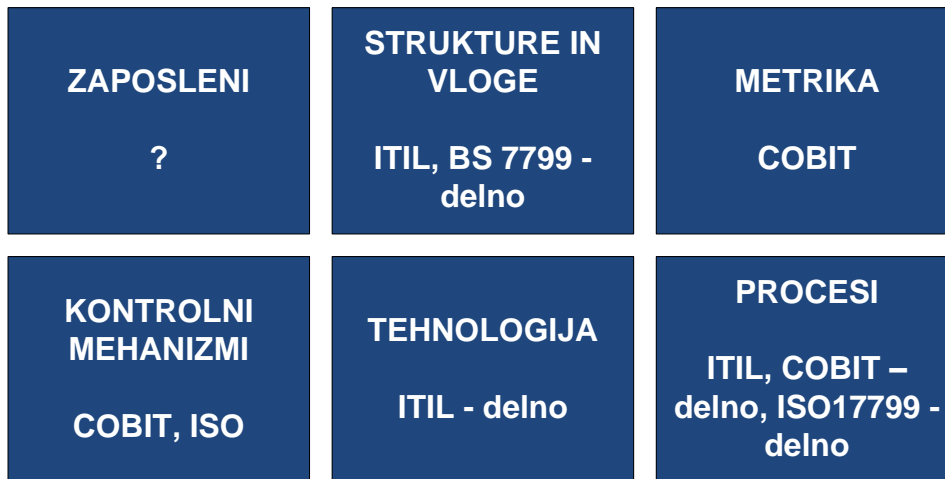 ZAPOSLENI
?
STRUKTURE IN
VLOGE
ITIL, BS 7799 -
delno
METRIKA
COBIT
KONTROLNI
MEHANIZMI
COBIT, ISO
TEHNOLOGIJA
ITIL - delno
PROCESI
ITIL, COBIT –
delno, ISO17799 -
delno